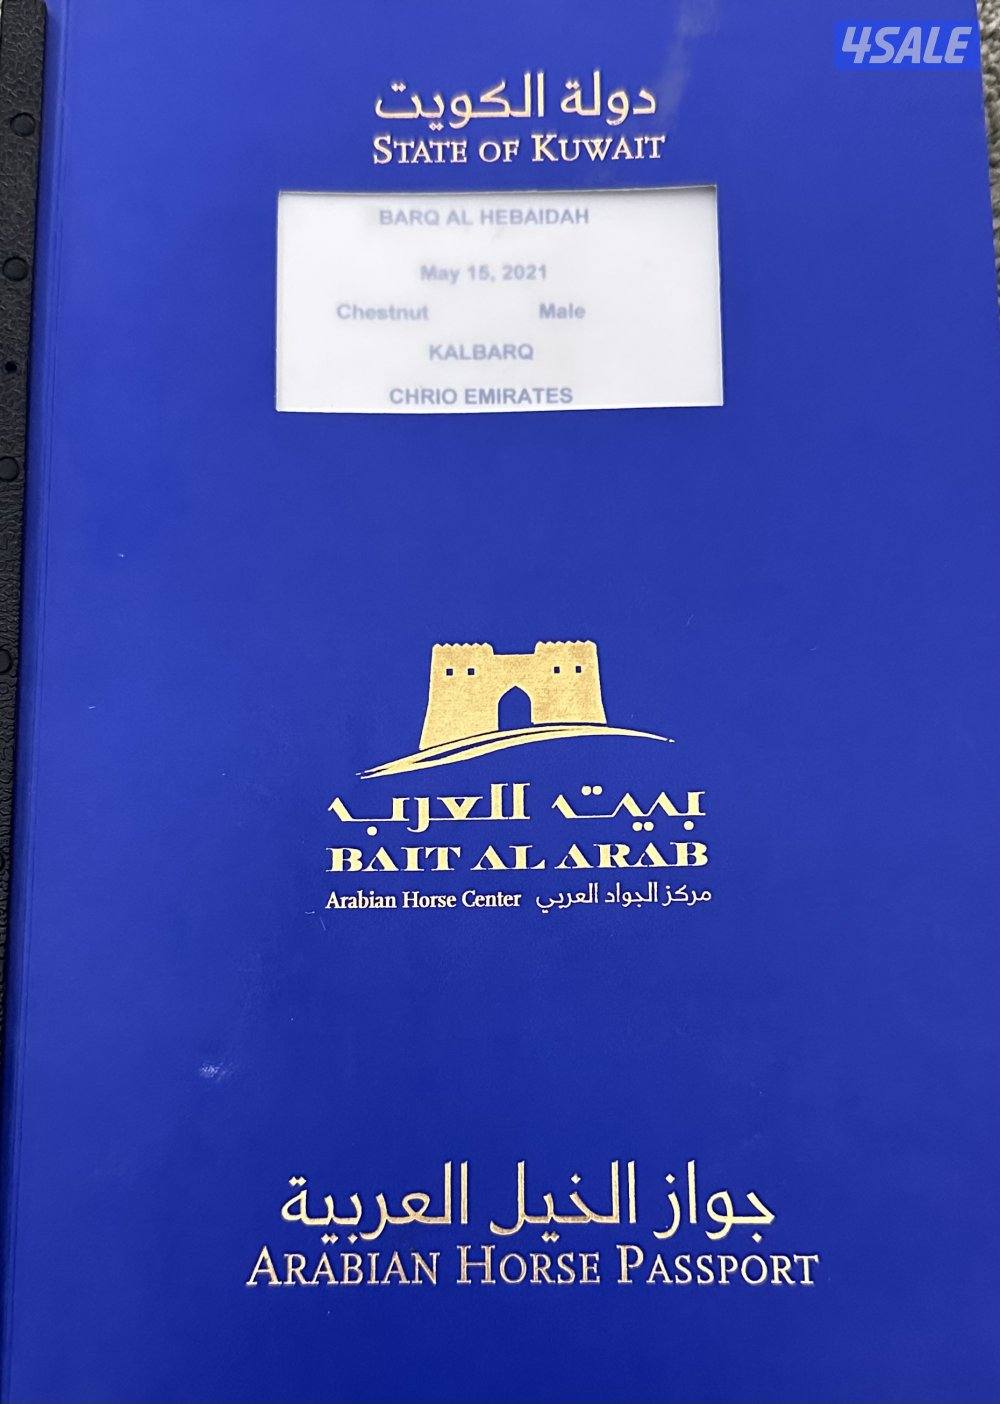 4SALE
دولة الكويت
STATE OF KUWAIT
BARQ AL HEBAIDAH
May 15, 2021
Chestnut Male
KALBARQ
CHRIO EMIRATES
بيت العرب
BAIT AL ARAB
Arabian Horse Center مركز الجواد العربي
جواز الخيل العربية
ARABIAN HORSE PASSPORT